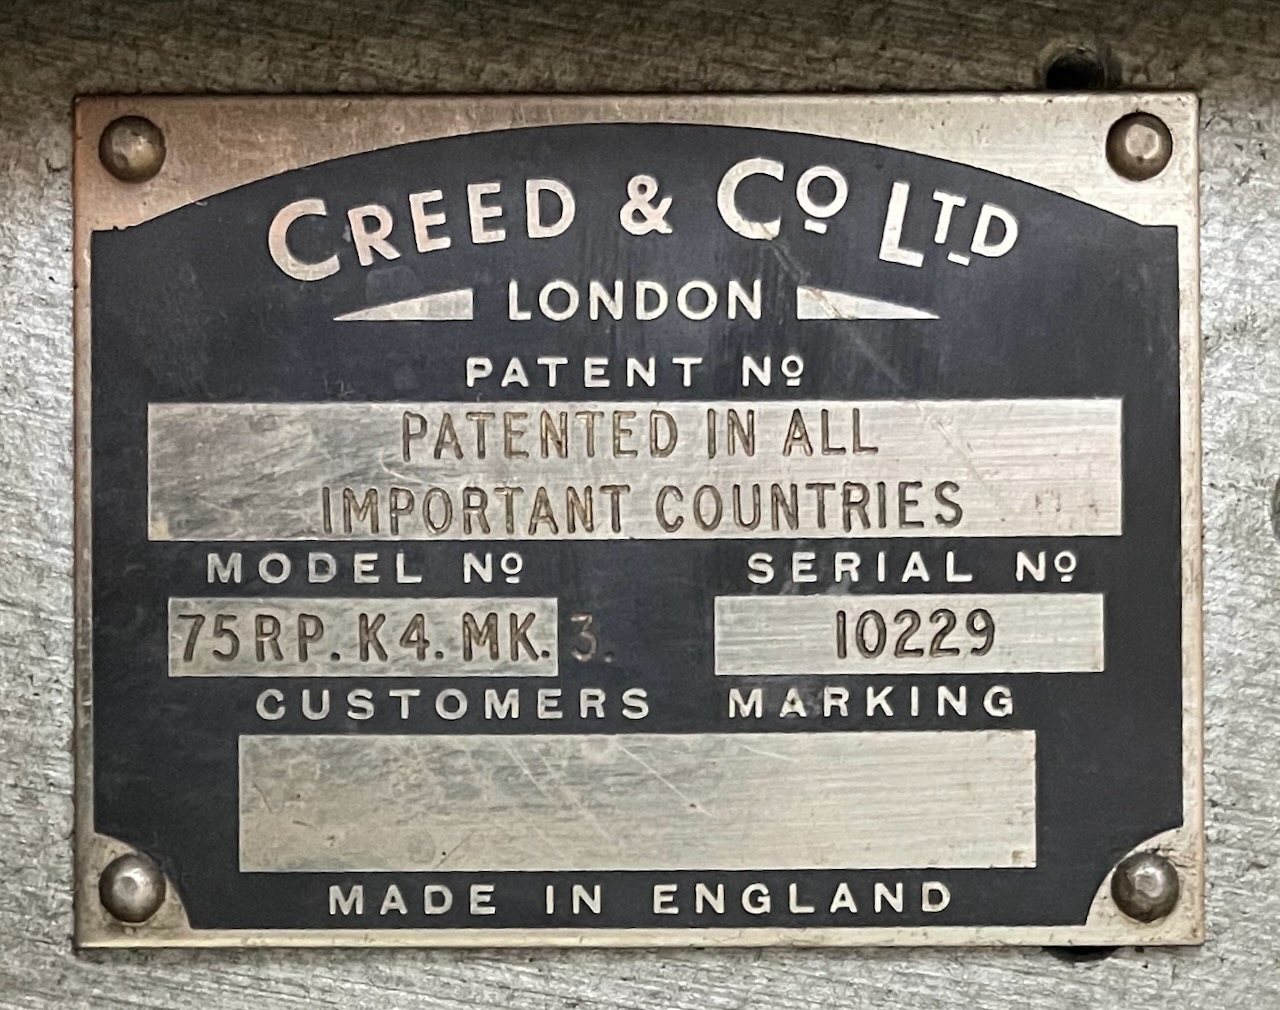 CREED & Cº LTD
LONDON
PATENT Nº
PATENTED IN ALL
IMPORTANT COUNTRIES
MODEL Nº SERIAL Nº
75RP.K4.MK.3. 10229
CUSTOMERS MARKING
MADE IN ENGLAND